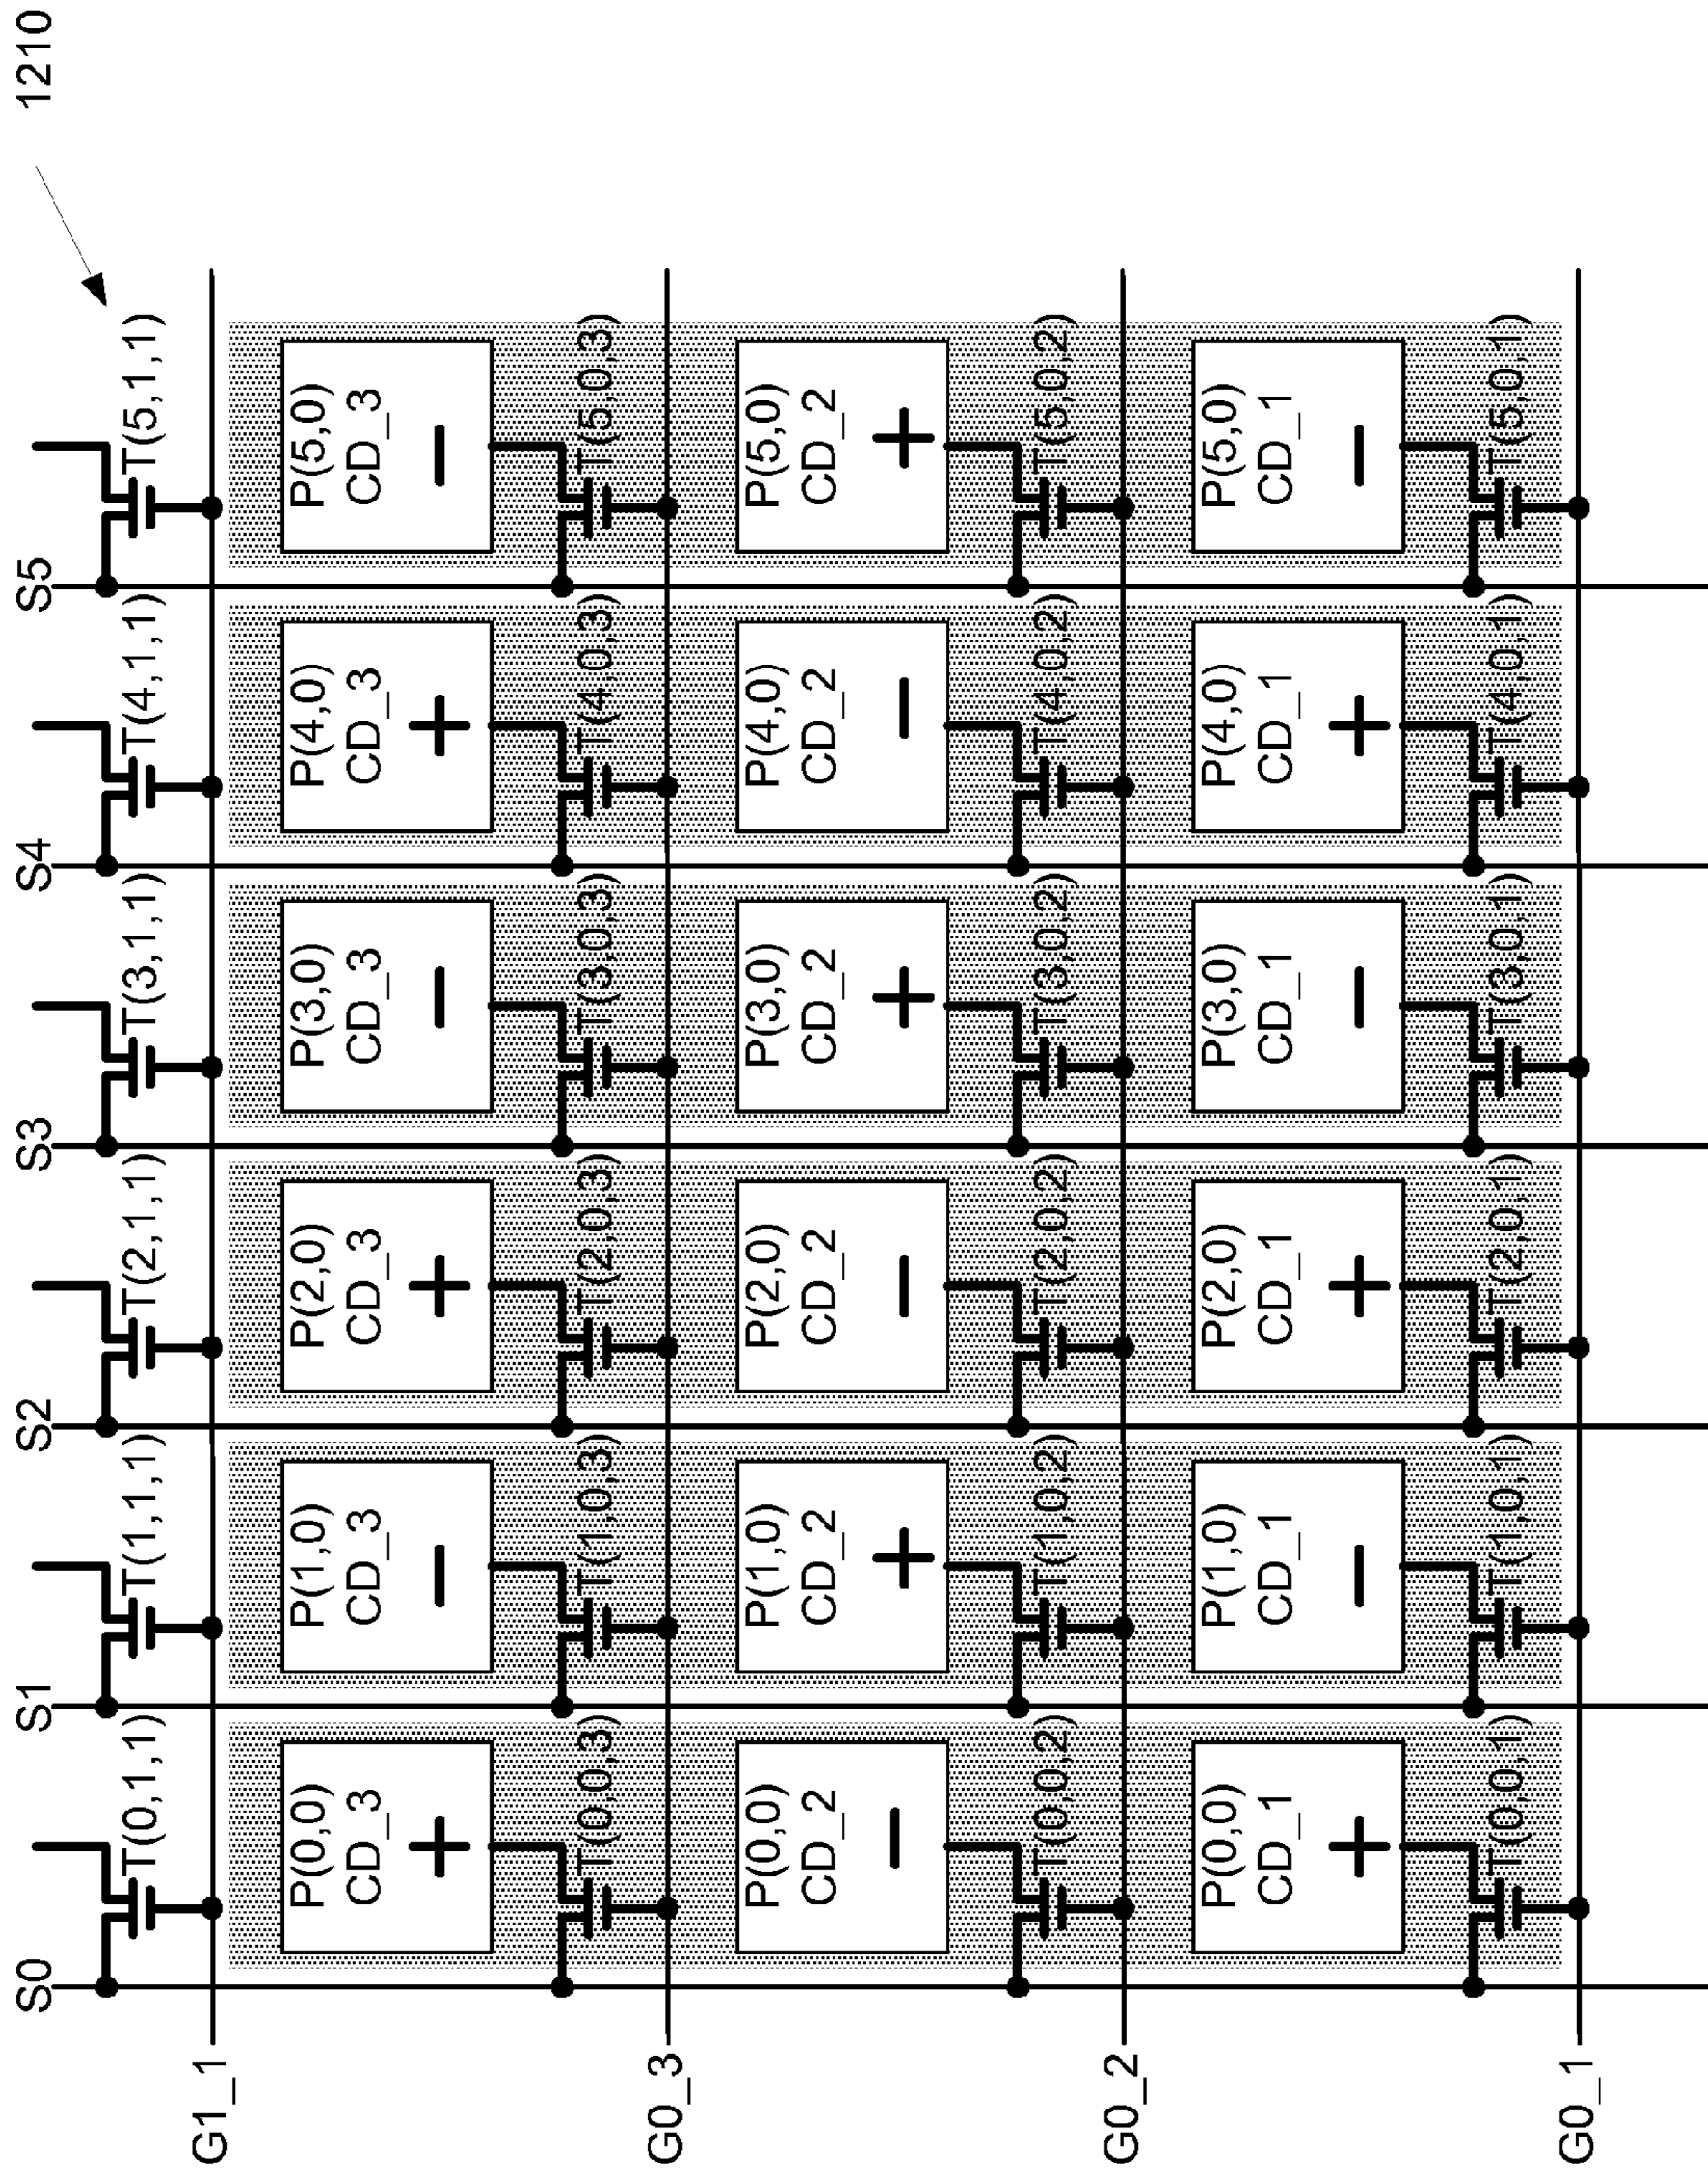 S0 S1 S2 S3 S4 S5 1210
T(0,1,1) T(1,1,1) T(2,1,1) T(3,1,1) T(4,1,1) T(5,1,1)
G1_1
P(0,0) P(1,0) P(2,0) P(3,0) P(4,0) P(5,0)
CD_3 CD_3 CD_3 CD_3 CD_3 CD_3
+ − + − + −
T(0,0,3) T(1,0,3) T(2,0,3) T(3,0,3) T(4,0,3) T(5,0,3)
G0_3
P(0,0) P(1,0) P(2,0) P(3,0) P(4,0) P(5,0)
CD_2 CD_2 CD_2 CD_2 CD_2 CD_2
− + − + − +
T(0,0,2) T(1,0,2) T(2,0,2) T(3,0,2) T(4,0,2) T(5,0,2)
G0_2
P(0,0) P(1,0) P(2,0) P(3,0) P(4,0) P(5,0)
CD_1 CD_1 CD_1 CD_1 CD_1 CD_1
+ − + − + −
T(0,0,1) T(1,0,1) T(2,0,1) T(3,0,1) T(4,0,1) T(5,0,1)
G0_1